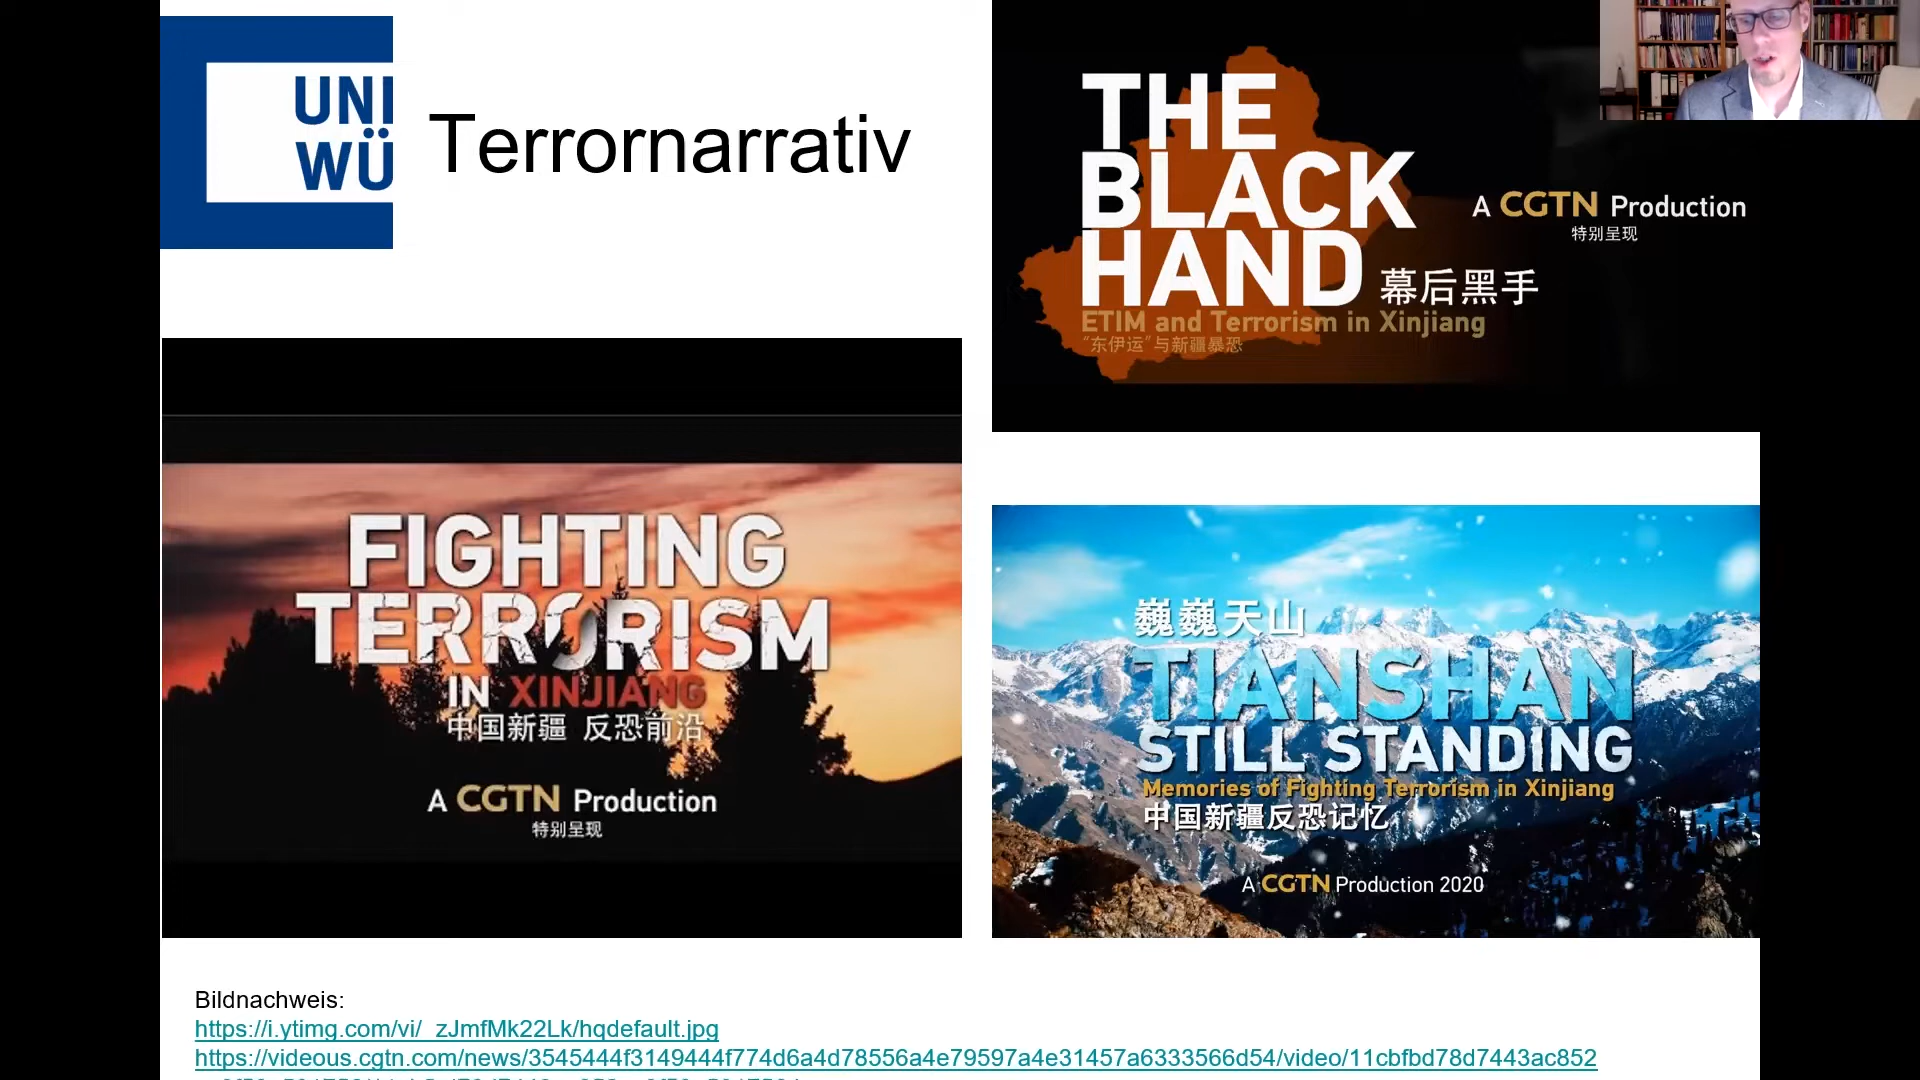 UNI
WÜ
Terrornarrativ
THE
BLACK
HAND 幕后黑手
ETIM and Terrorism in Xinjiang
“东伊运”与新疆暴恐
A CGTN Production
特别呈现
FIGHTING
TERRORISM
IN XINJIANG
中国新疆 反恐前沿
A CGTN Production
特别呈现
巍巍天山
TIANSHAN
STILL STANDING
Memories of Fighting Terrorism in Xinjiang
中国新疆反恐记忆
A CGTN Production 2020
Bildnachweis:
https://i.ytimg.com/vi/_zJmfMk22Lk/hqdefault.jpg
https://videous.cgtn.com/news/3545444f3149444f774d6a4d78556a4e79597a4e31457a6333566d54/video/11cbfbd78d7443ac852